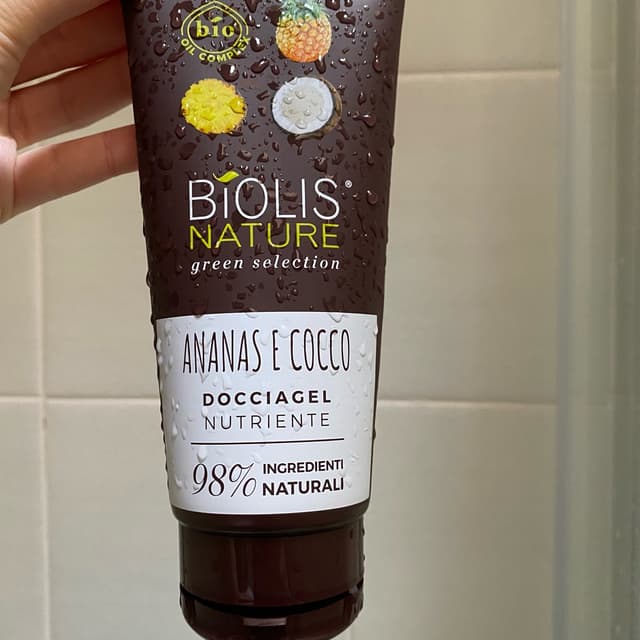 bio
OIL COMPLEX
BIOLIS®
NATURE
green selection
ANANAS E COCCO
DOCCIAGEL
NUTRIENTE
98% INGREDIENTI
NATURALI